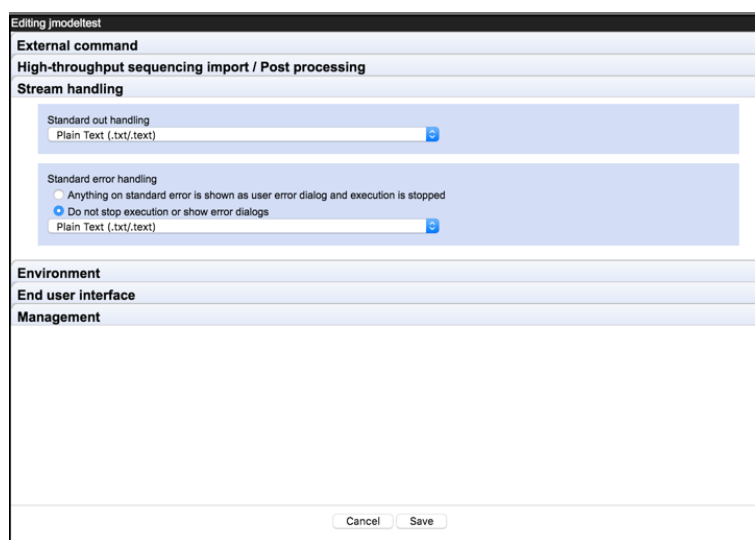 Editing jmodeltest
External command
High-throughput sequencing import / Post processing
Stream handling
Standard out handling
Plain Text (.txt/.text)
Standard error handling
Anything on standard error is shown as user error dialog and execution is stopped
Do not stop execution or show error dialogs
Plain Text (.txt/.text)
Environment
End user interface
Management
Cancel Save